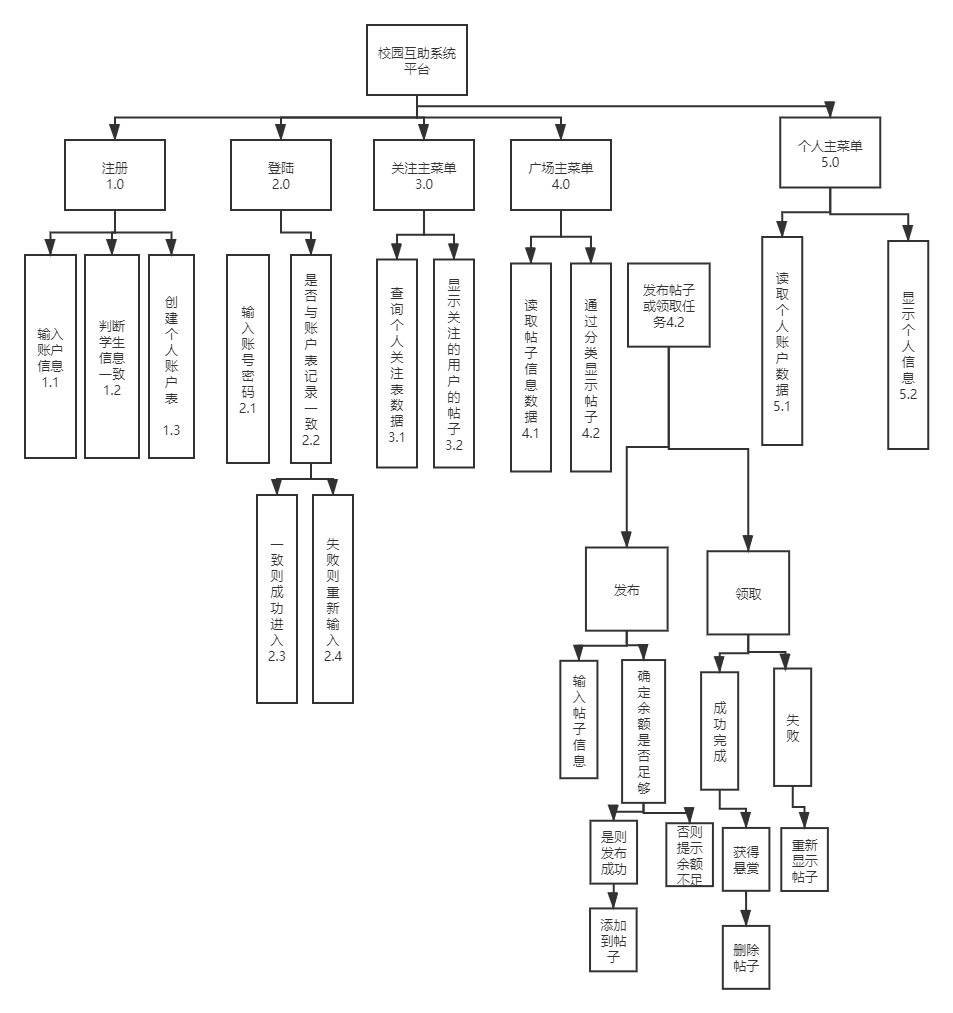 校园互助系统
平台
注册
1.0
登陆
2.0
关注主菜单
3.0
广场主菜单
4.0
个人主菜单
5.0
输入
账户
信息
1.1
判断
学生
信息
一致
1.2
创
建
个
人
账
户
表
1.3
输
入
账
号
密
码
2.1
是
否
与
账
户
表
记
录
一
致
2.2
查
询
个
人
关
注
表
数
据
3.1
显
示
关
注
的
用
户
的
帖
子
3.2
读
取
帖
子
信
息
数
据
4.1
通
过
分
类
显
示
帖
子
4.2
发布帖子
或领取任
务4.2
读
取
个
人
账
户
数
据
5.1
显
示
个
人
信
息
5.2
一
致
则
成
功
进
入
2.3
失
败
则
重
新
输
入
2.4
发布
领取
输
入
帖
子
信
息
确
定
余
额
是
否
足
够
成
功
完
成
失
败
是则
发布
成功
否则
提示
余额
不足
获得
悬赏
重新
显示
帖子
添加
到帖
子
删除
帖子